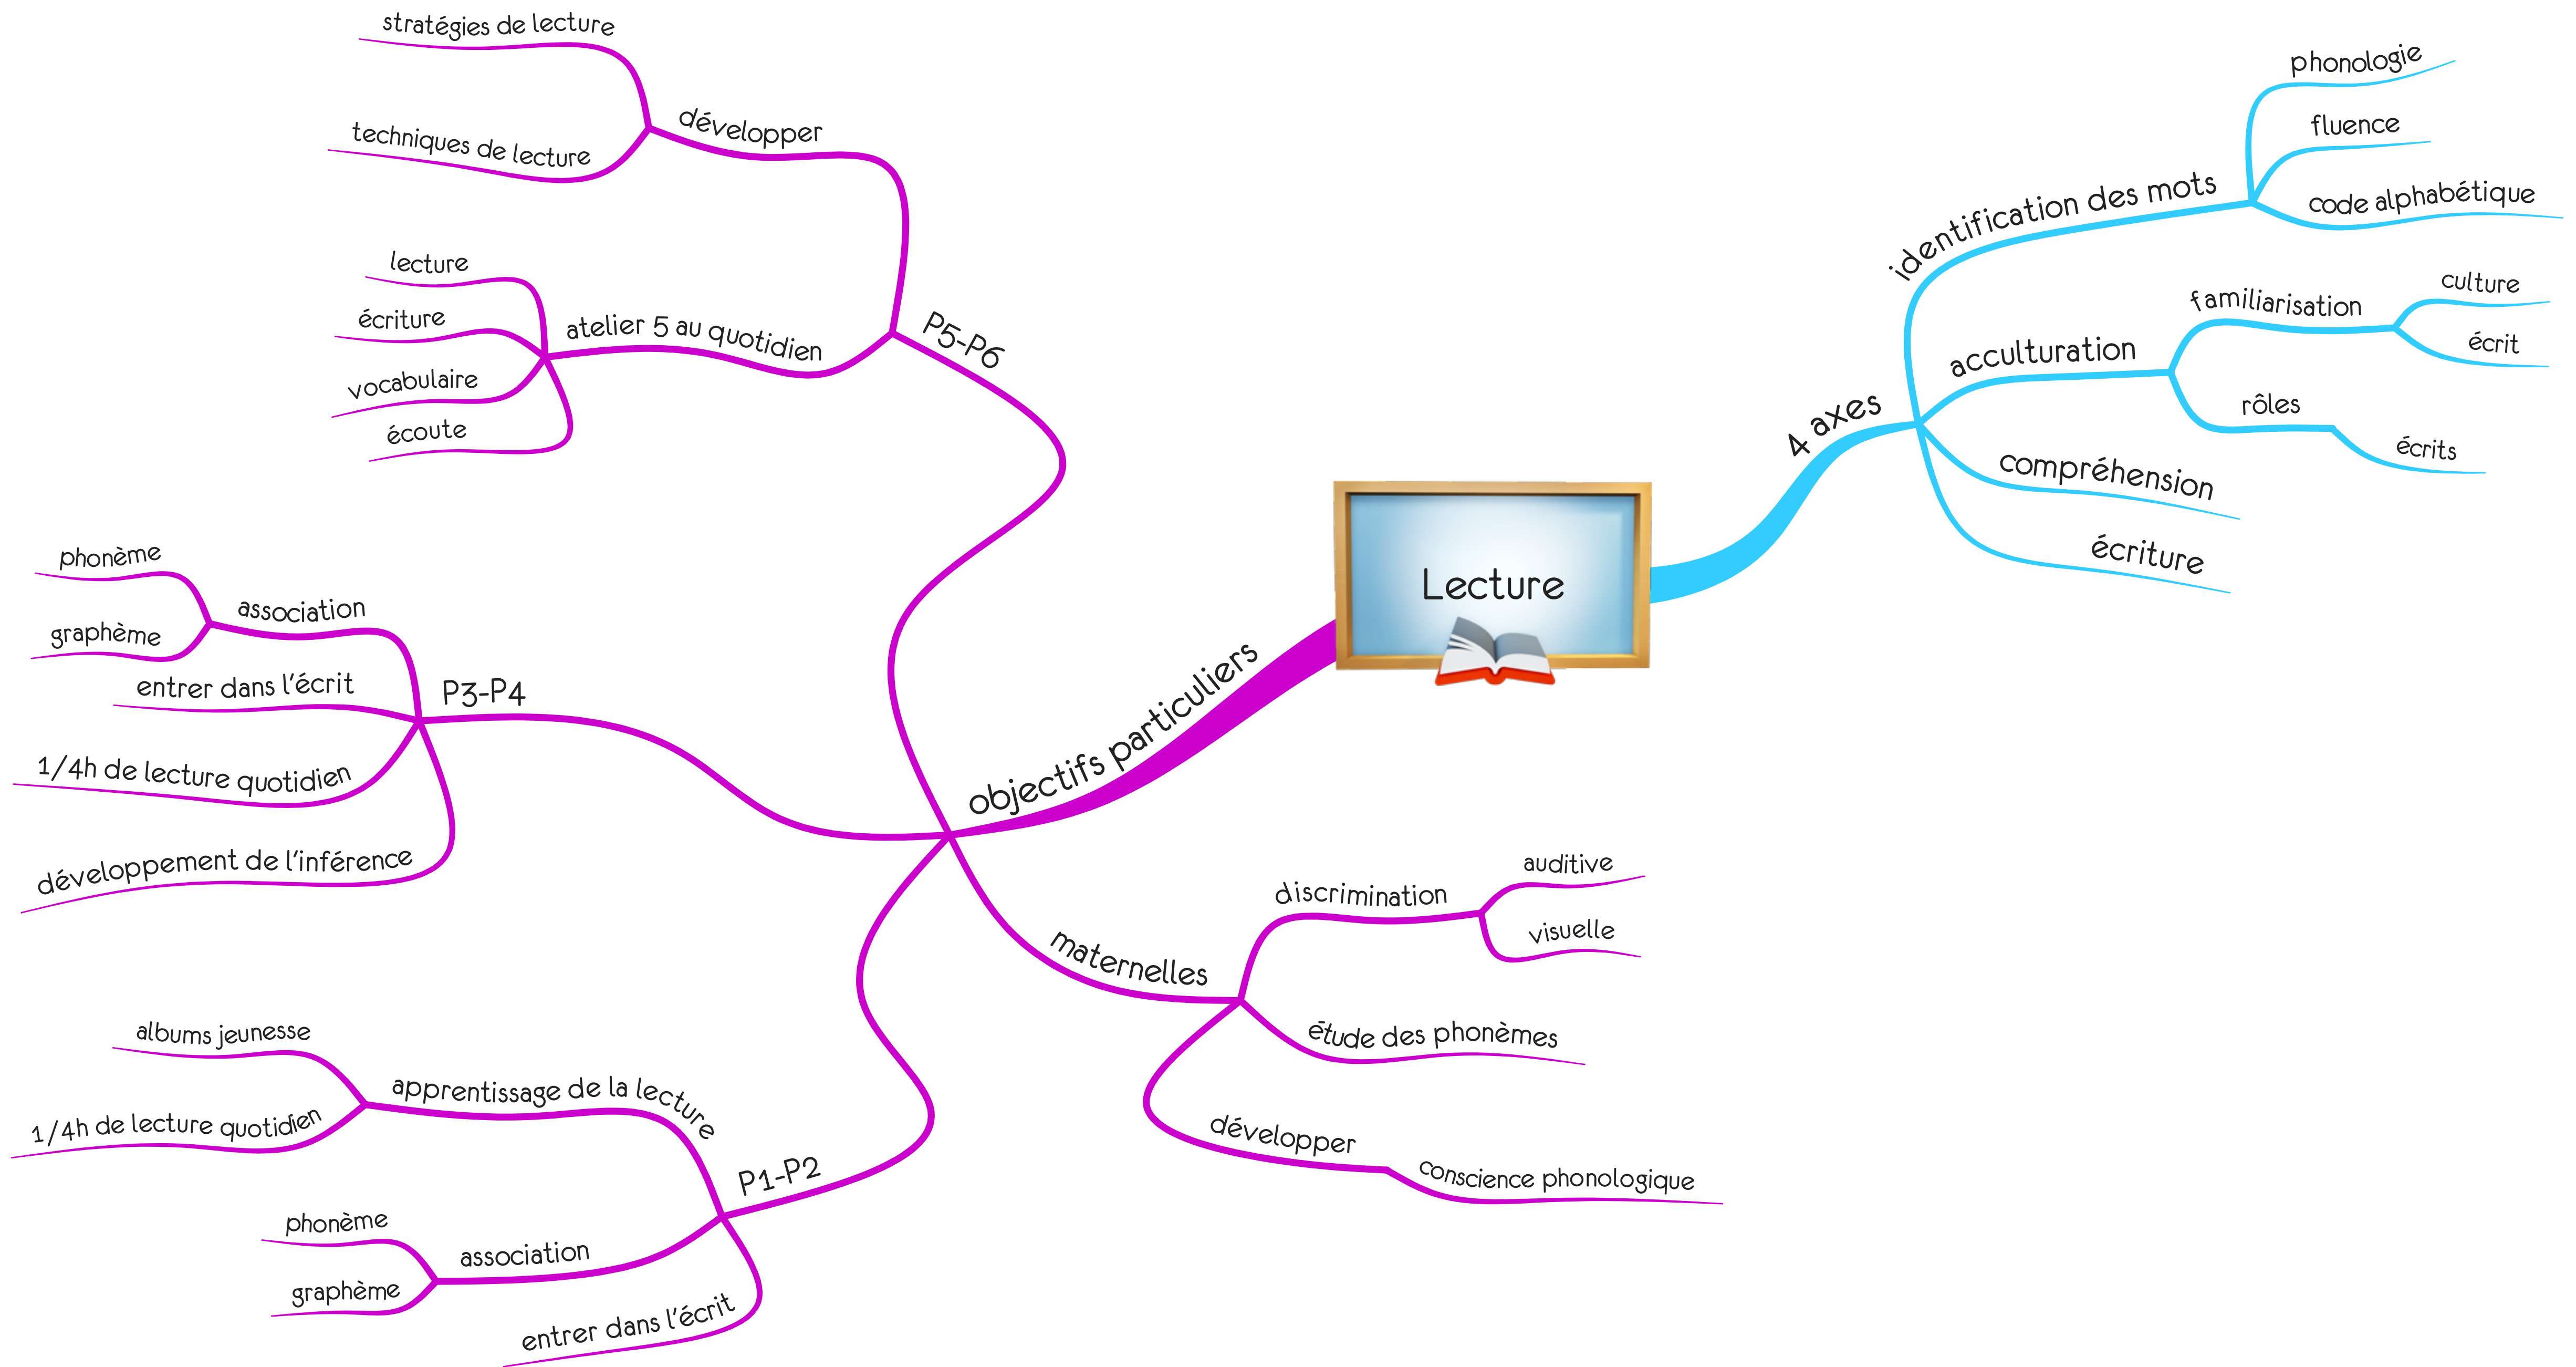 Lecture
4 axes
identification des mots
phonologie
fluence
code alphabétique
acculturation
familiarisation
culture
écrit
rôles
écrits
compréhension
écriture
objectifs particuliers
maternelles
discrimination
auditive
visuelle
étude des phonèmes
développer
conscience phonologique
P1-P2
apprentissage de la lecture
albums jeunesse
1/4h de lecture quotidien
association
phonème
graphème
entrer dans l'écrit
P3-P4
association
phonème
graphème
entrer dans l'écrit
1/4h de lecture quotidien
développement de l'inférence
P5-P6
développer
stratégies de lecture
techniques de lecture
atelier 5 au quotidien
lecture
écriture
vocabulaire
écoute